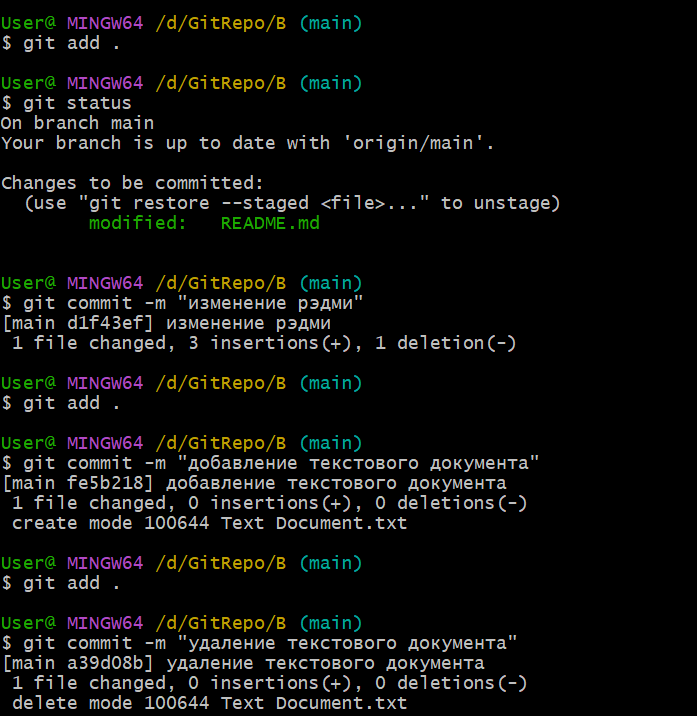 User@ MINGW64 /d/GitRepo/B (main)
$ git add .
User@ MINGW64 /d/GitRepo/B (main)
$ git status
On branch main
Your branch is up to date with 'origin/main'.
Changes to be committed:
  (use "git restore --staged <file>..." to unstage)
        modified:   README.md
User@ MINGW64 /d/GitRepo/B (main)
$ git commit -m "изменение рэдми"
[main d1f43ef] изменение рэдми
 1 file changed, 3 insertions(+), 1 deletion(-)
User@ MINGW64 /d/GitRepo/B (main)
$ git add .
User@ MINGW64 /d/GitRepo/B (main)
$ git commit -m "добавление текстового документа"
[main fe5b218] добавление текстового документа
 1 file changed, 0 insertions(+), 0 deletions(-)
 create mode 100644 Text Document.txt
User@ MINGW64 /d/GitRepo/B (main)
$ git add .
User@ MINGW64 /d/GitRepo/B (main)
$ git commit -m "удаление текстового документа"
[main a39d08b] удаление текстового документа
 1 file changed, 0 insertions(+), 0 deletions(-)
 delete mode 100644 Text Document.txt